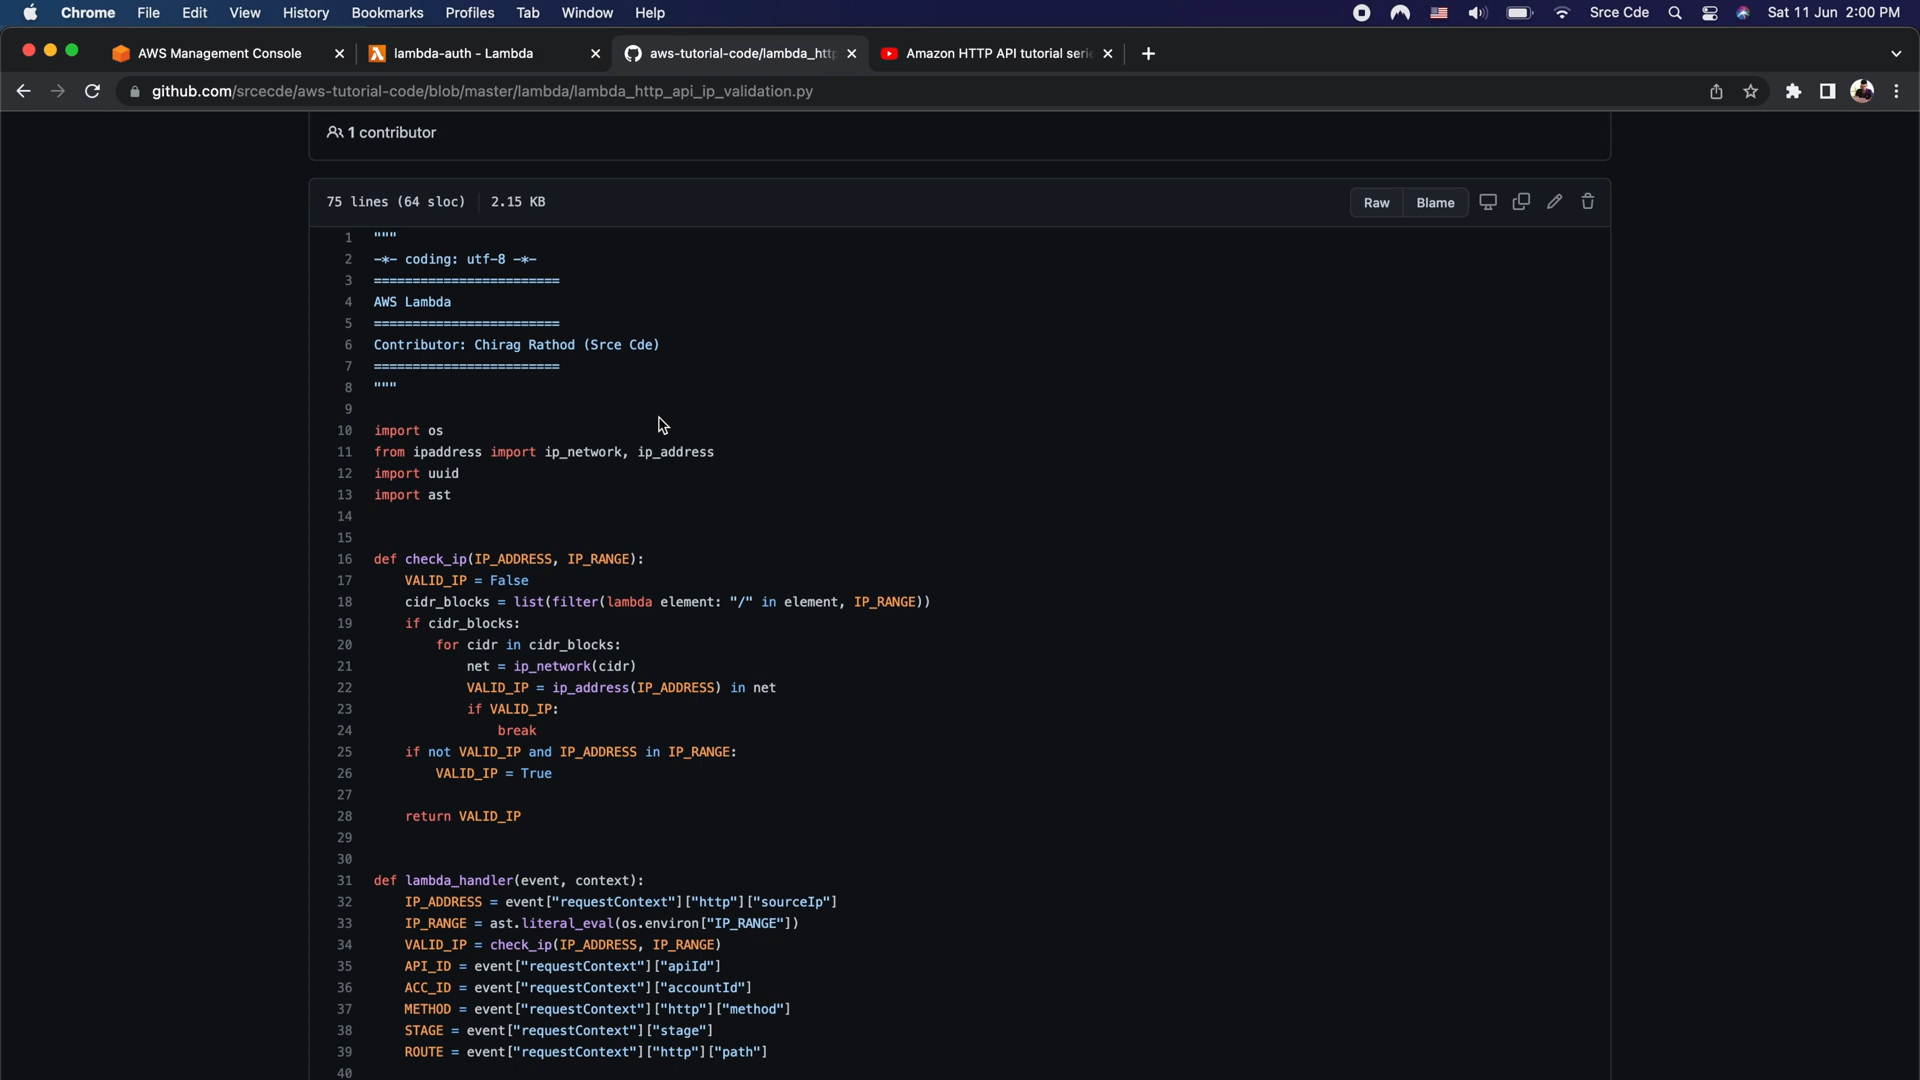 Chrome File Edit View History Bookmarks Profiles Tab Window Help Srce Cde Sat 11 Jun 2:00 PM
AWS Management Console lambda-auth - Lambda aws-tutorial-code/lambda_http Amazon HTTP API tutorial serie
github.com/srcecde/aws-tutorial-code/blob/master/lambda/lambda_http_api_ip_validation.py
1 contributor
75 lines (64 sloc) 2.15 KB Raw Blame
1 """
2 -*- coding: utf-8 -*-
3 ========================
4 AWS Lambda
5 ========================
6 Contributor: Chirag Rathod (Srce Cde)
7 ========================
8 """
9
10 import os
11 from ipaddress import ip_network, ip_address
12 import uuid
13 import ast
14
15
16 def check_ip(IP_ADDRESS, IP_RANGE):
17 VALID_IP = False
18 cidr_blocks = list(filter(lambda element: "/" in element, IP_RANGE))
19 if cidr_blocks:
20 for cidr in cidr_blocks:
21 net = ip_network(cidr)
22 VALID_IP = ip_address(IP_ADDRESS) in net
23 if VALID_IP:
24 break
25 if not VALID_IP and IP_ADDRESS in IP_RANGE:
26 VALID_IP = True
27
28 return VALID_IP
29
30
31 def lambda_handler(event, context):
32 IP_ADDRESS = event["requestContext"]["http"]["sourceIp"]
33 IP_RANGE = ast.literal_eval(os.environ["IP_RANGE"])
34 VALID_IP = check_ip(IP_ADDRESS, IP_RANGE)
35 API_ID = event["requestContext"]["apiId"]
36 ACC_ID = event["requestContext"]["accountId"]
37 METHOD = event["requestContext"]["http"]["method"]
38 STAGE = event["requestContext"]["stage"]
39 ROUTE = event["requestContext"]["http"]["path"]
40